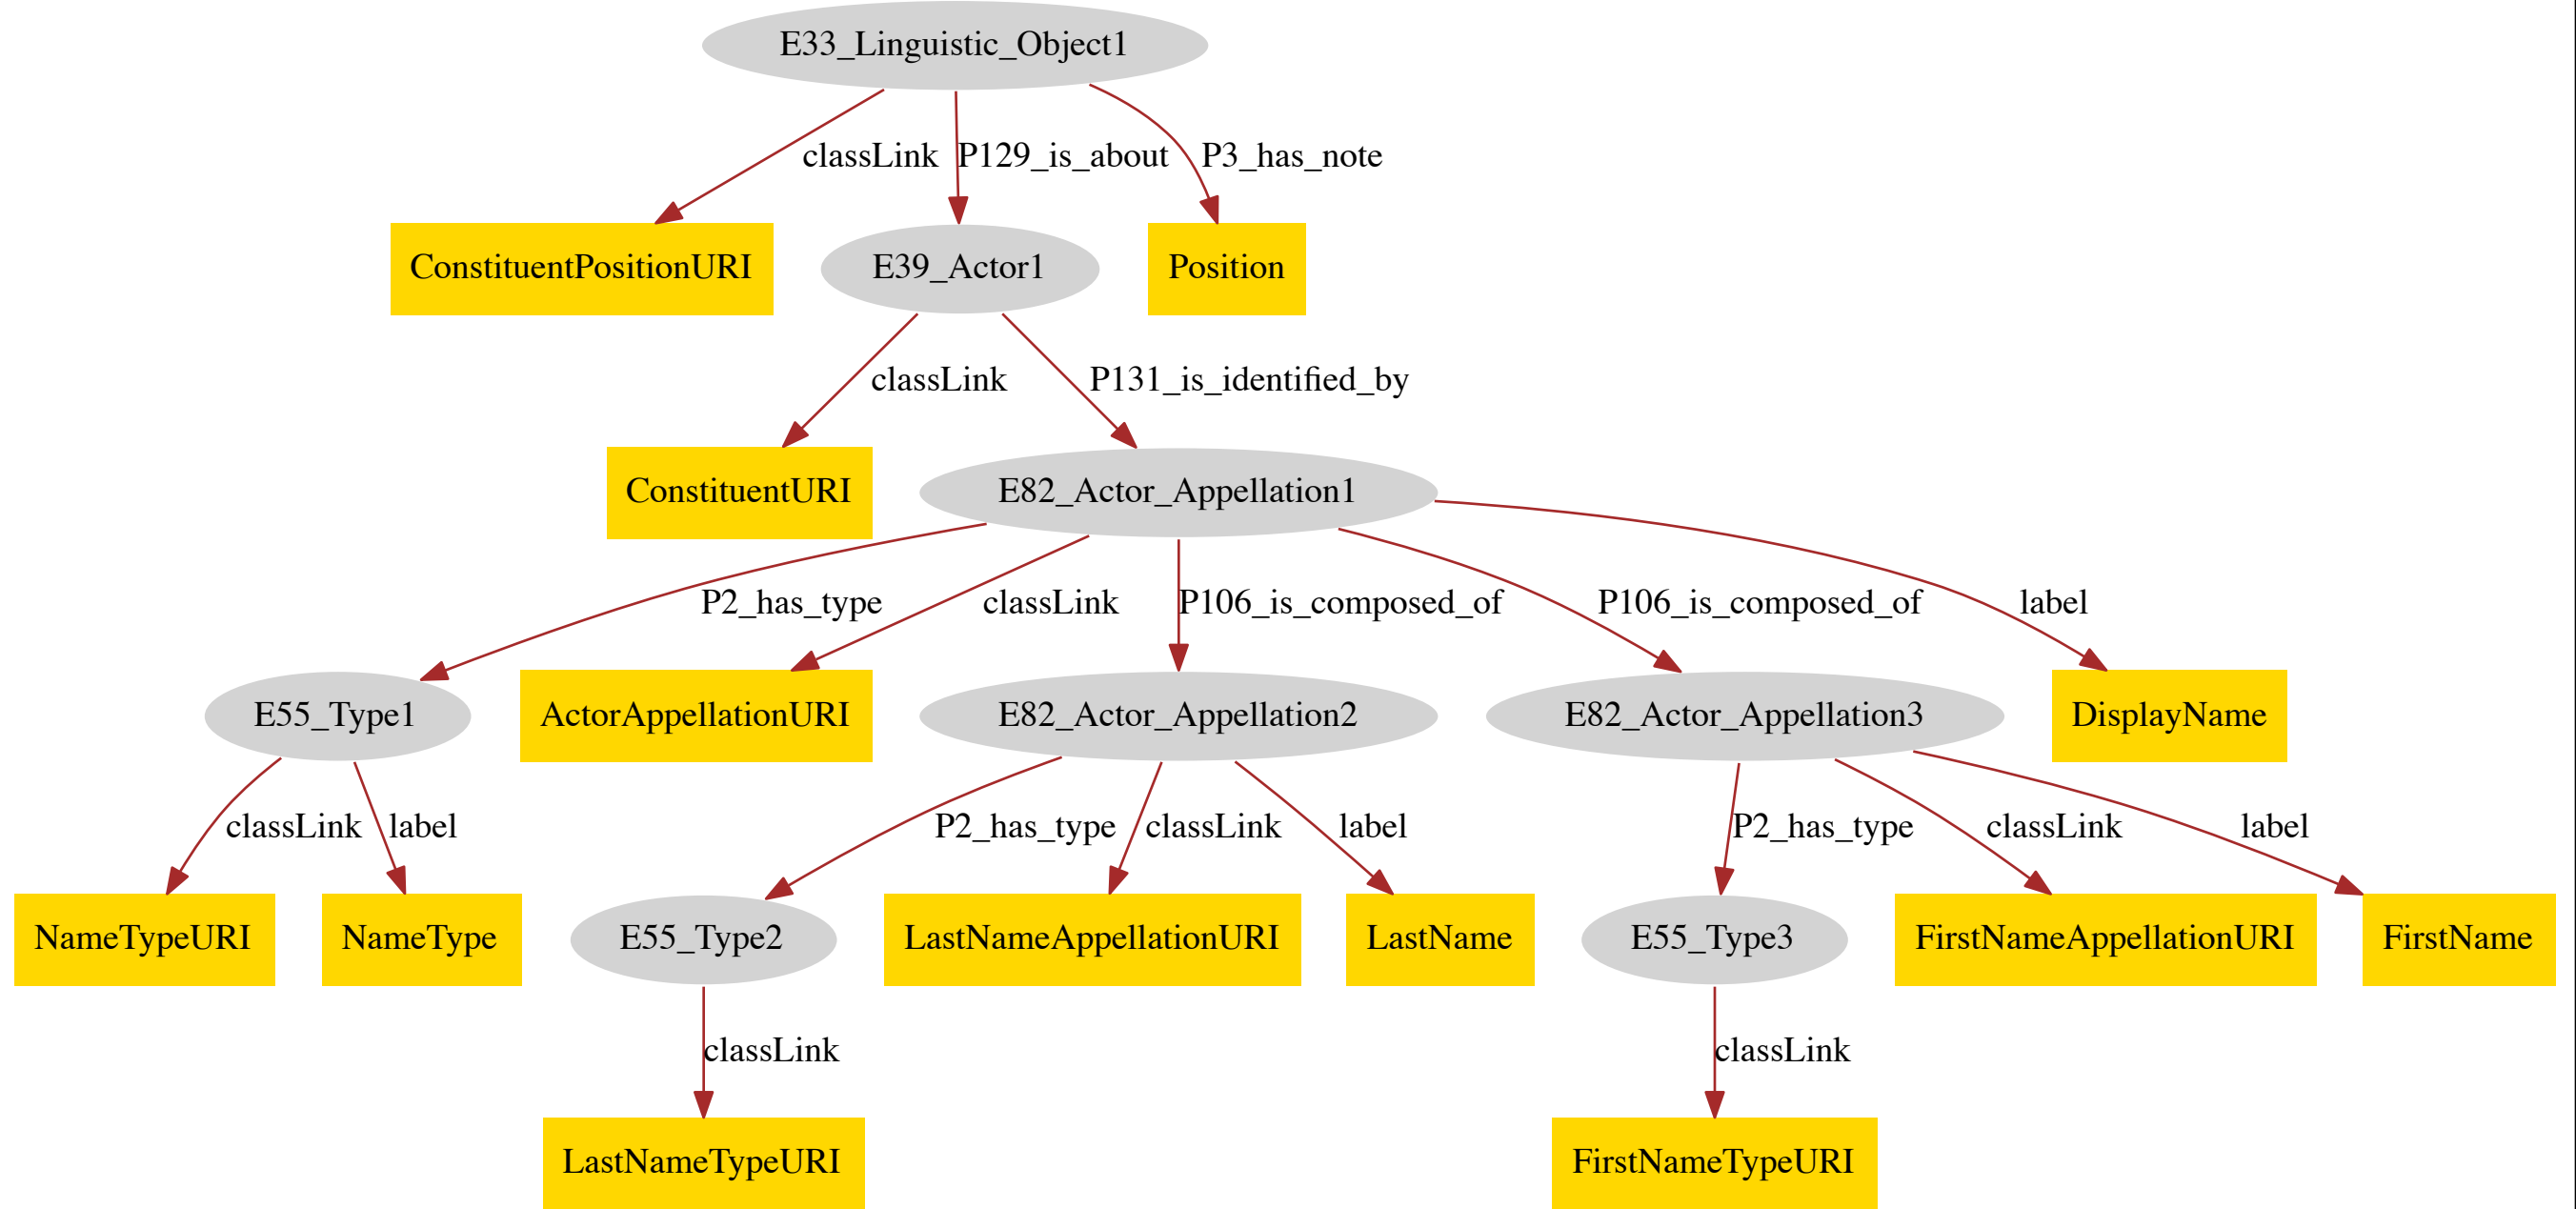 E33_Linguistic_Object1
classLink
P129_is_about
P3_has_note
ConstituentPositionURI
E39_Actor1
Position
classLink
P131_is_identified_by
ConstituentURI
E82_Actor_Appellation1
P2_has_type
classLink
P106_is_composed_of
P106_is_composed_of
label
E55_Type1
ActorAppellationURI
E82_Actor_Appellation2
E82_Actor_Appellation3
DisplayName
classLink
label
P2_has_type
classLink
label
P2_has_type
classLink
label
NameTypeURI
NameType
E55_Type2
LastNameAppellationURI
LastName
E55_Type3
FirstNameAppellationURI
FirstName
classLink
classLink
LastNameTypeURI
FirstNameTypeURI